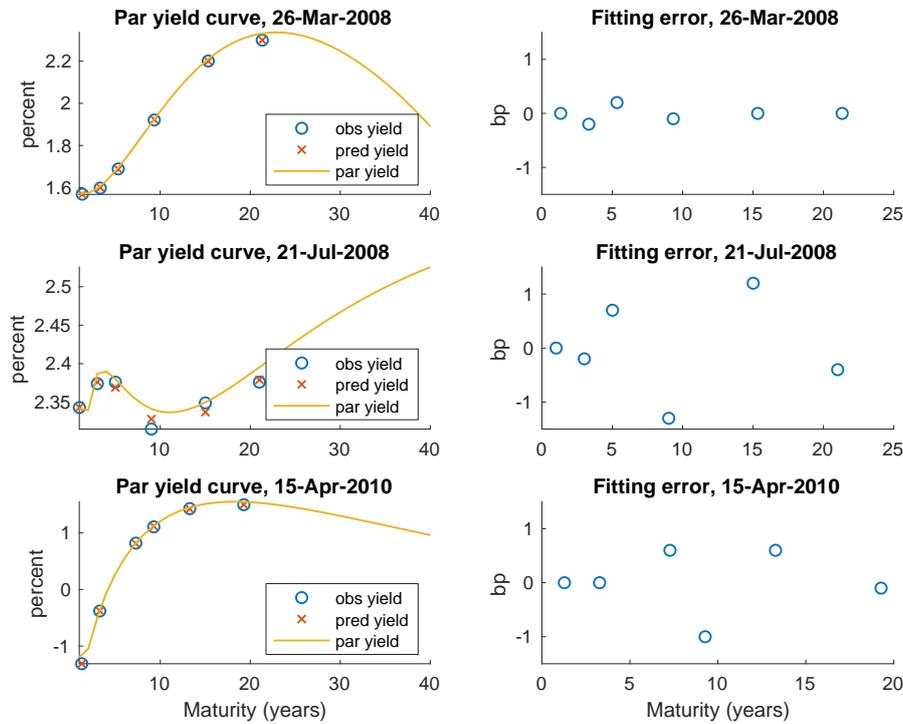 Par yield curve, 26-Mar-2008
percent
2.2
2
1.8
1.6
10
20
30
40
obs yield
pred yield
par yield
Fitting error, 26-Mar-2008
bp
1
0
-1
0
5
10
15
20
25
Par yield curve, 21-Jul-2008
percent
2.5
2.45
2.4
2.35
10
20
30
40
obs yield
pred yield
par yield
Fitting error, 21-Jul-2008
bp
1
0
-1
0
5
10
15
20
25
Par yield curve, 15-Apr-2010
percent
1
0
-1
10
20
30
40
obs yield
pred yield
par yield
Maturity (years)
Fitting error, 15-Apr-2010
bp
1
0
-1
0
5
10
15
20
Maturity (years)